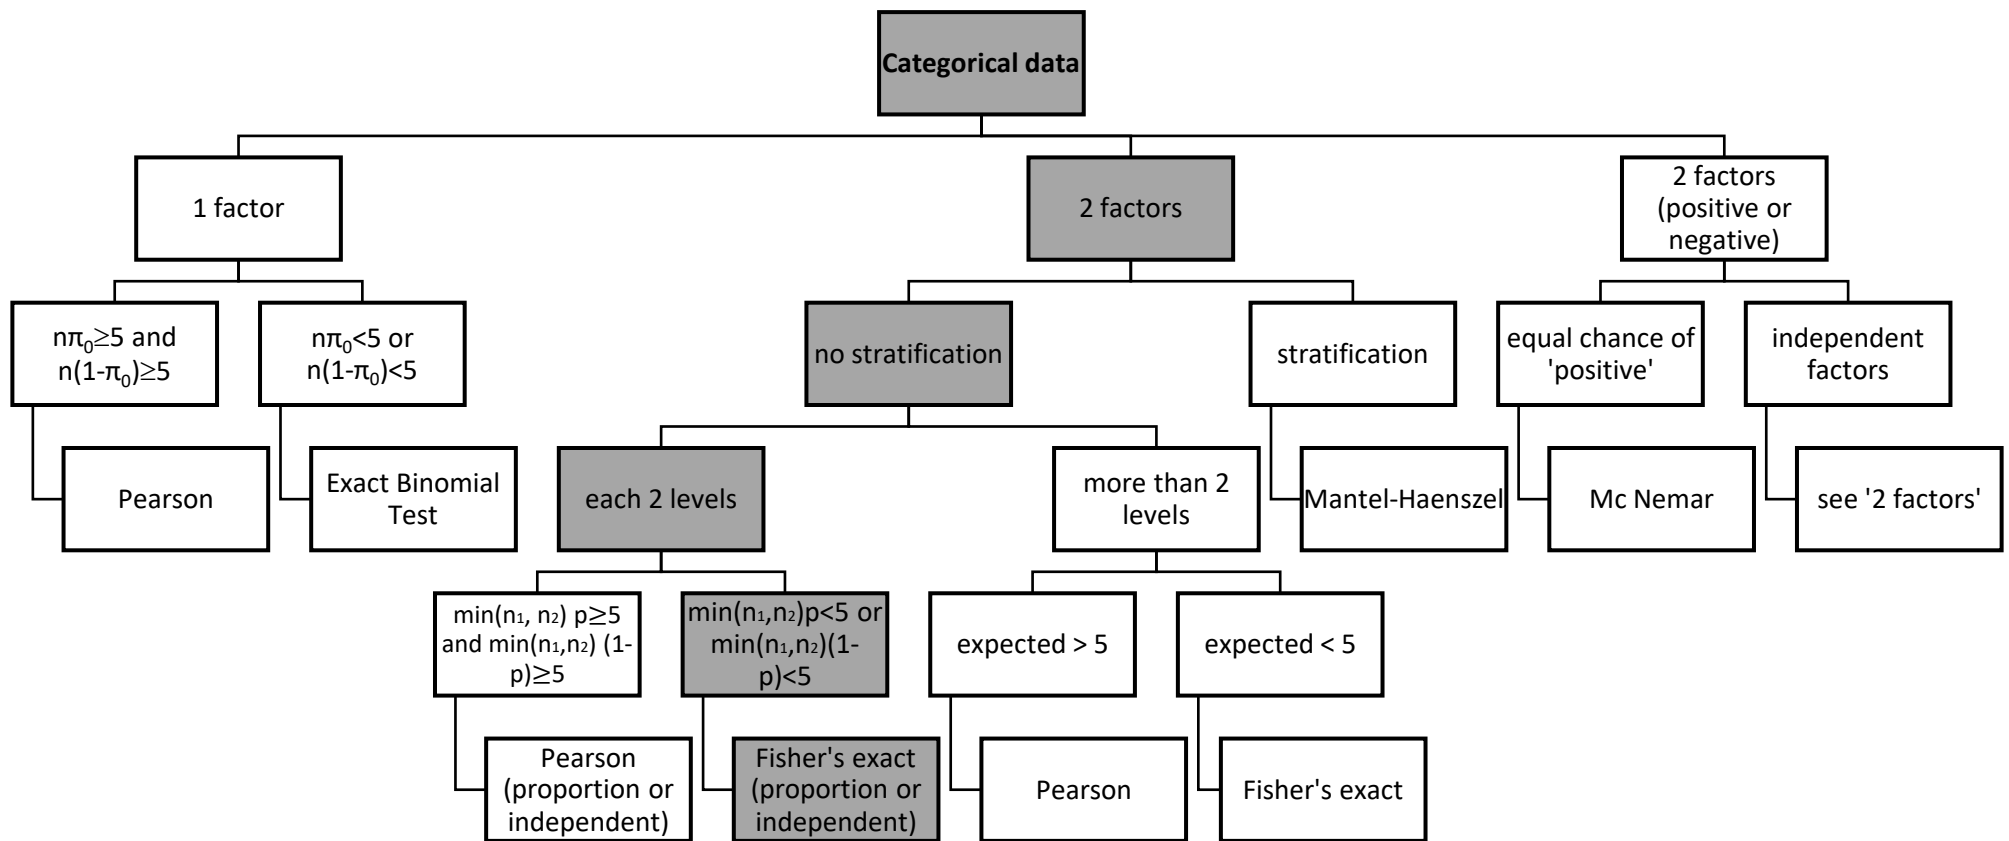 Categorical data
1 factor
2 factors
2 factors
(positive or
negative)
nπ₀≥5 and
n(1-π₀)≥5
nπ₀<5 or
n(1-π₀)<5
no stratification
stratification
equal chance of
'positive'
independent
factors
Pearson
Exact Binomial
Test
each 2 levels
more than 2
levels
Mantel-Haenszel
Mc Nemar
see '2 factors'
min(n₁, n₂) p≥5
and min(n₁,n₂) (1-
p)≥5
min(n₁,n₂)p<5 or
min(n₁,n₂)(1-
p)<5
expected > 5
expected < 5
Pearson
(proportion or
independent)
Fisher's exact
(proportion or
independent)
Pearson
Fisher's exact